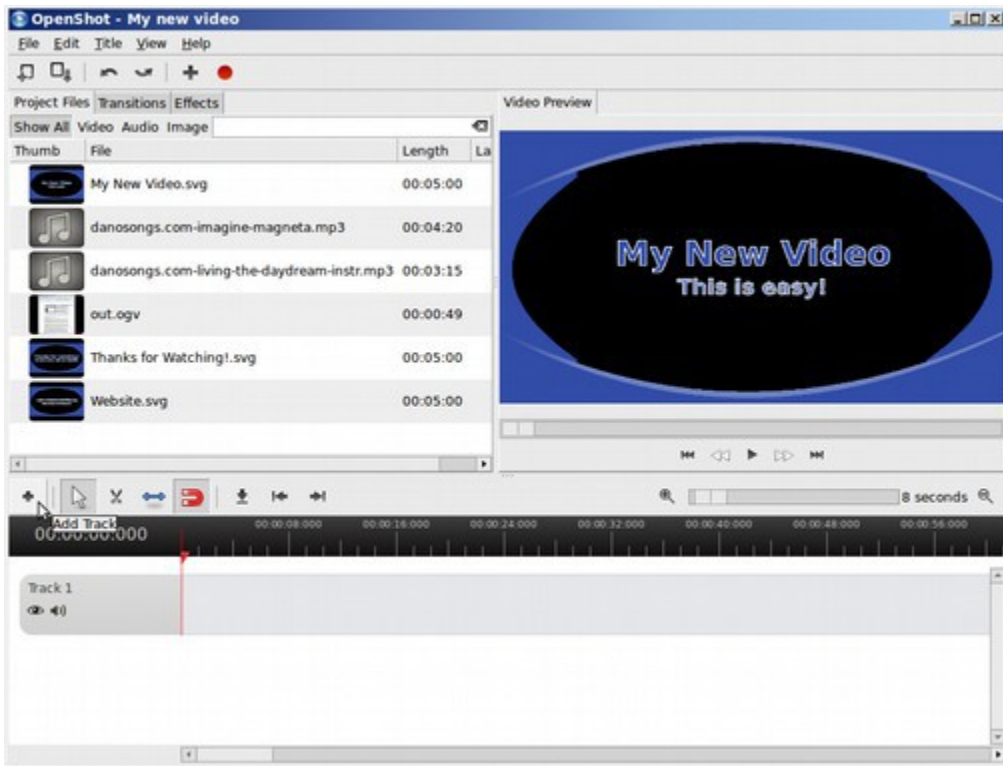 OpenShot - My new video
File Edit Title View Help
Project Files Transitions Effects
Video Preview
Show All Video Audio Image
Thumb File Length La
My New Video.svg 00:05:00
danosongs.com-imagine-magneta.mp3 00:04:20
danosongs.com-living-the-daydream-instr.mp3 00:03:15
out.ogv 00:00:49
Thanks for Watching!.svg 00:05:00
Website.svg 00:05:00
My New Video
This is easy!
8 seconds
Add Track
00:00:00:000
00:00:08:000 00:00:16:000 00:00:24:000 00:00:32:000 00:00:40:000 00:00:48:000 00:00:56:000
Track 1